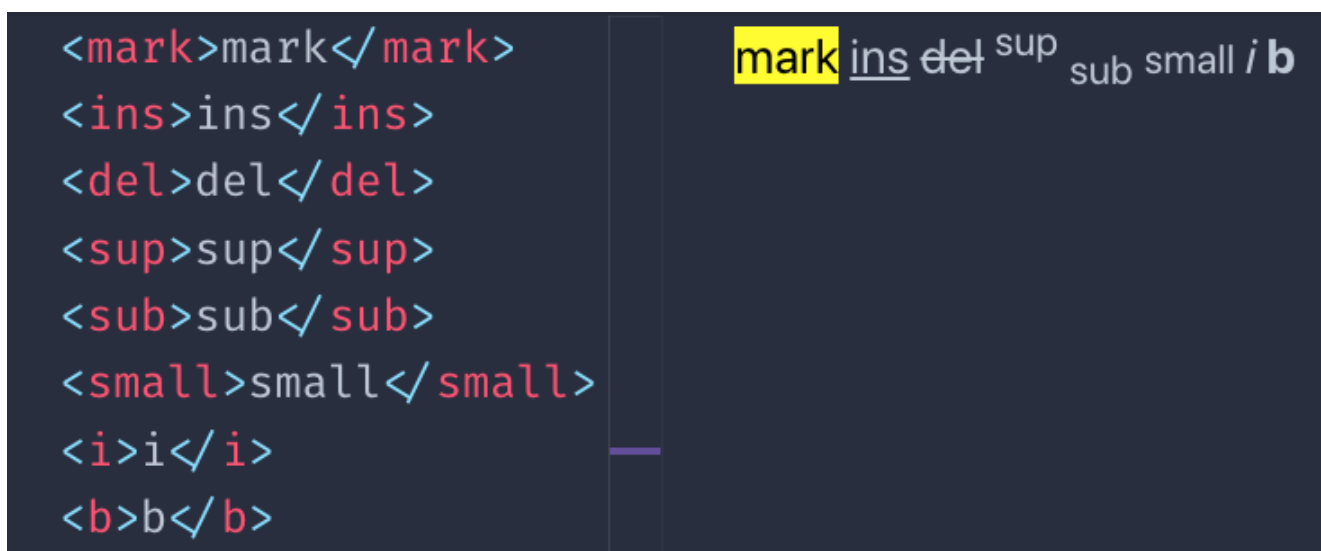 <mark>mark</mark>
<ins>ins</ins>
<del>del</del>
<sup>sup</sup>
<sub>sub</sub>
<small>small</small>
<i>i</i>
<b>b</b>
mark ins del sup sub small i b